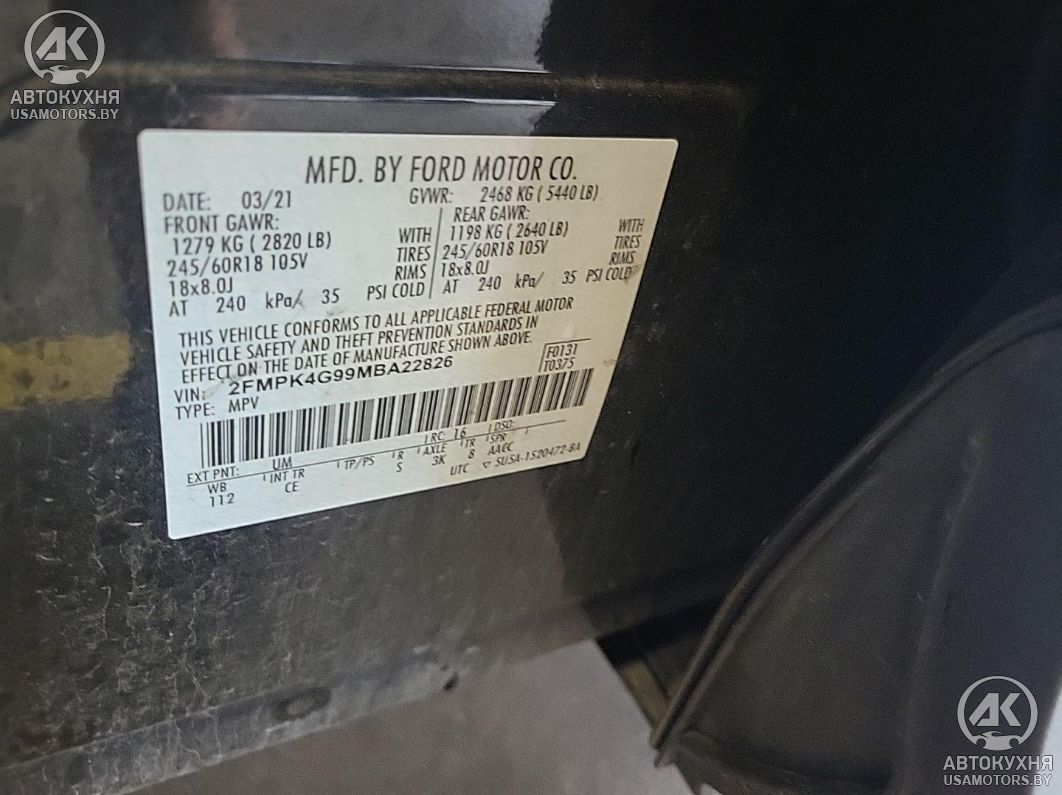 АК
АВТОКУХНЯ
USAMOTORS.BY
MFD. BY FORD MOTOR CO.
DATE: 03/21 GVWR: 2468 KG ( 5440 LB)
FRONT GAWR: REAR GAWR:
1279 KG ( 2820 LB) WITH 1198 KG ( 2640 LB) WITH
245/60R18 105V TIRES 245/60R18 105V TIRES
18x8.0J RIMS 18x8.0J RIMS
AT 240 kPa/ 35 PSI COLD AT 240 kPa/ 35 PSI COLD
THIS VEHICLE CONFORMS TO ALL APPLICABLE FEDERAL MOTOR
VEHICLE SAFETY AND THEFT PREVENTION STANDARDS IN
EFFECT ON THE DATE OF MANUFACTURE SHOWN ABOVE.
VIN: 2FMPK4G99MBA22826 F0131
TYPE: MPV T0375
EXT PNT: UM RC: 16 DSO:
WB INT TR TP/PS R AXLE TR SPR
112 CE S 3K 8 AACC
UTC ▽ 5U5A-1520472-BA
АК
АВТОКУХНЯ
USAMOTORS.BY